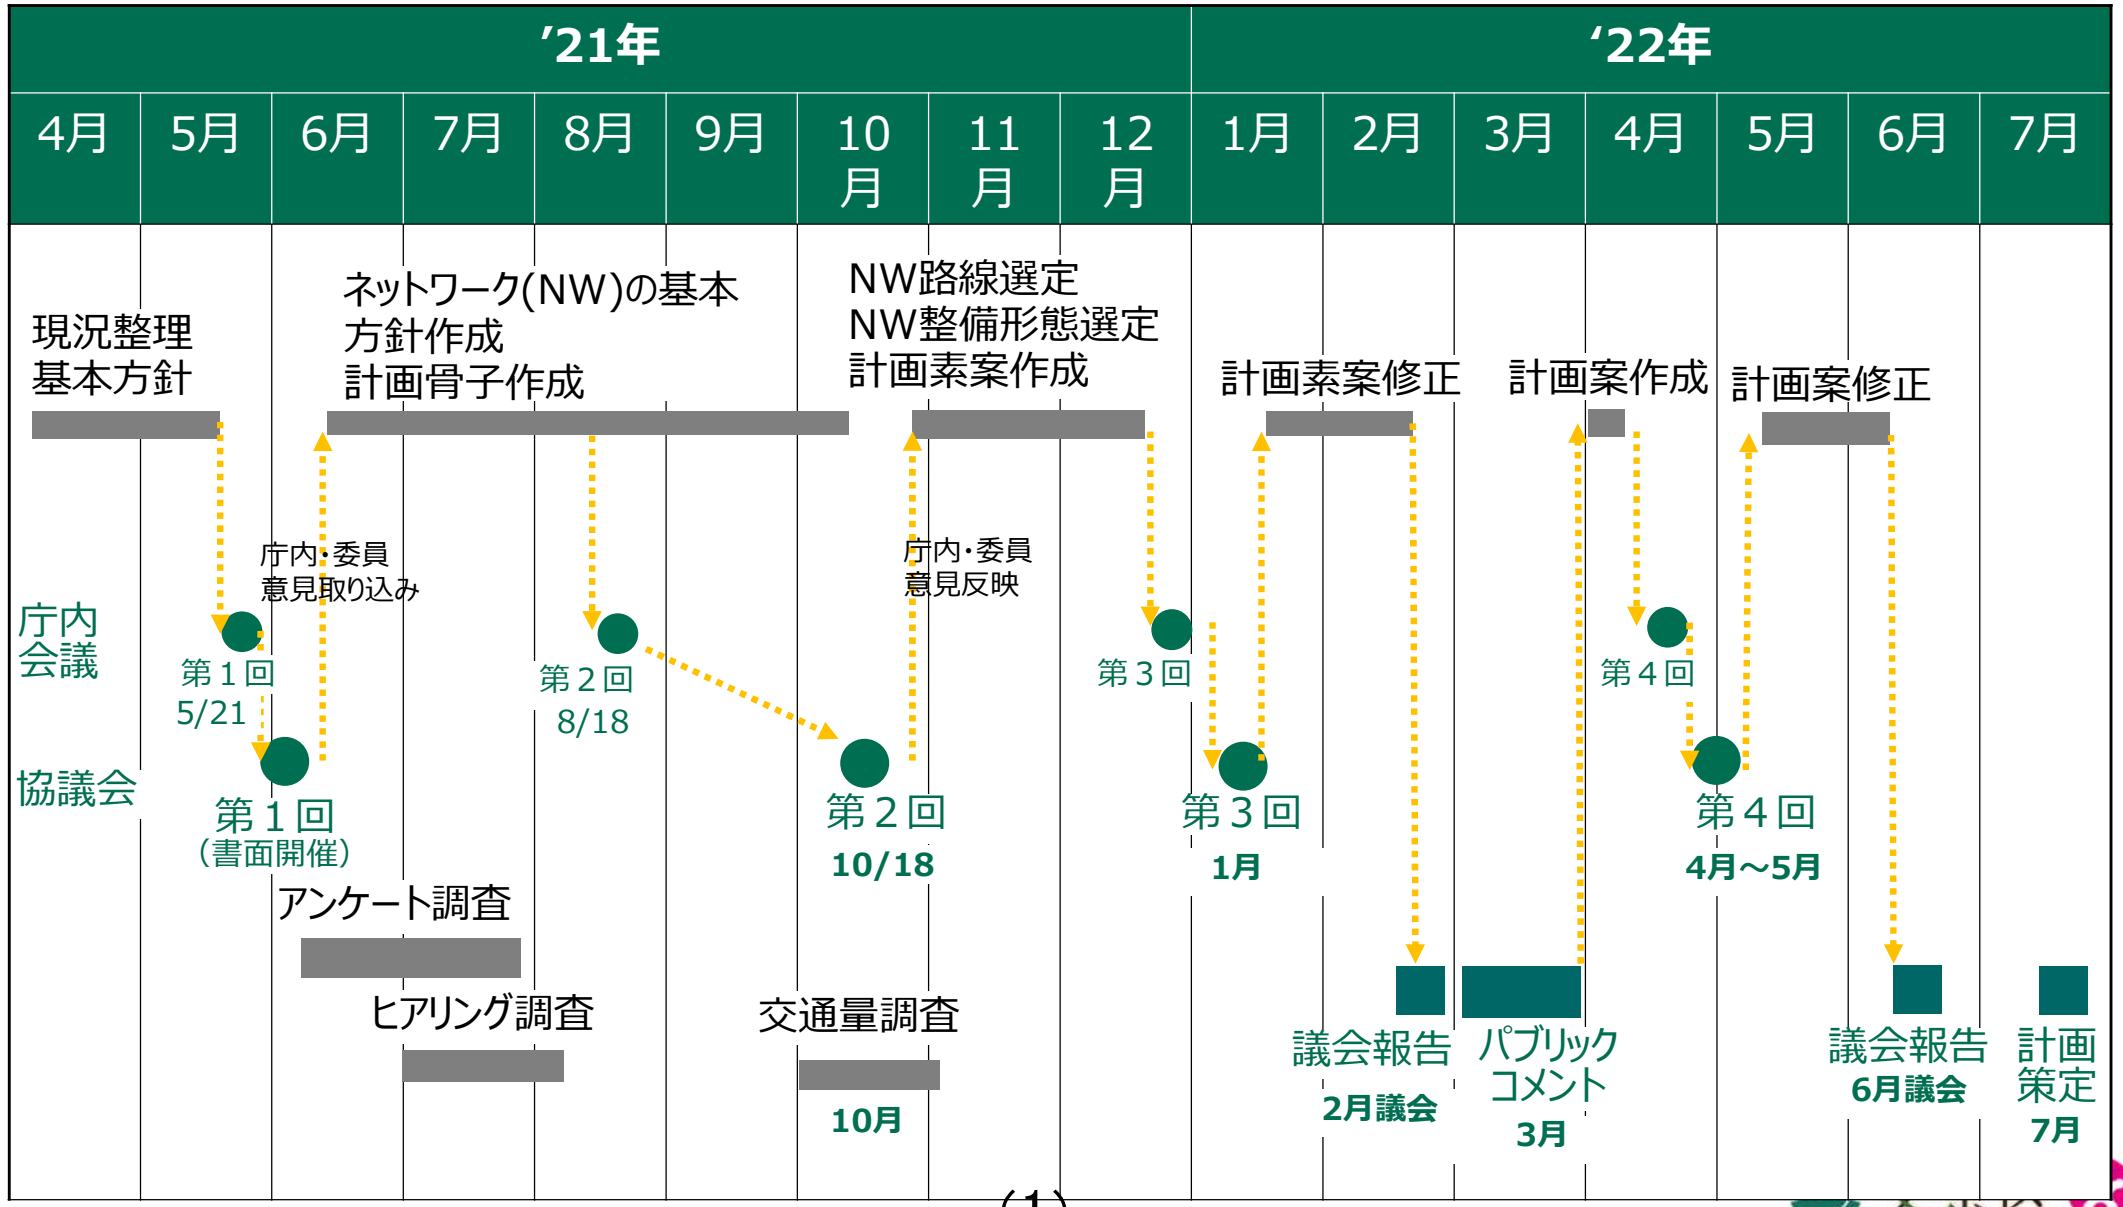 ’21年
‘22年
4月
5月
6月
7月
8月
9月
10
月
11
月
12
月
1月
2月
3月
4月
5月
6月
7月
現況整理
基本方針
ネットワーク(NW)の基本
方針作成
計画骨子作成
NW路線選定
NW整備形態選定
計画素案作成
計画素案修正
計画案作成
計画案修正
庁内・委員
意見取り込み
庁内・委員
意見反映
庁内
会議
第１回
5/21
第２回
8/18
第３回
第４回
協議会
第１回
（書面開催）
第２回
10/18
第３回
1月
第４回
4月～5月
アンケート調査
ヒアリング調査
交通量調査
10月
議会報告
2月議会
パブリック
コメント
3月
議会報告
6月議会
計画
策定
7月
（1）